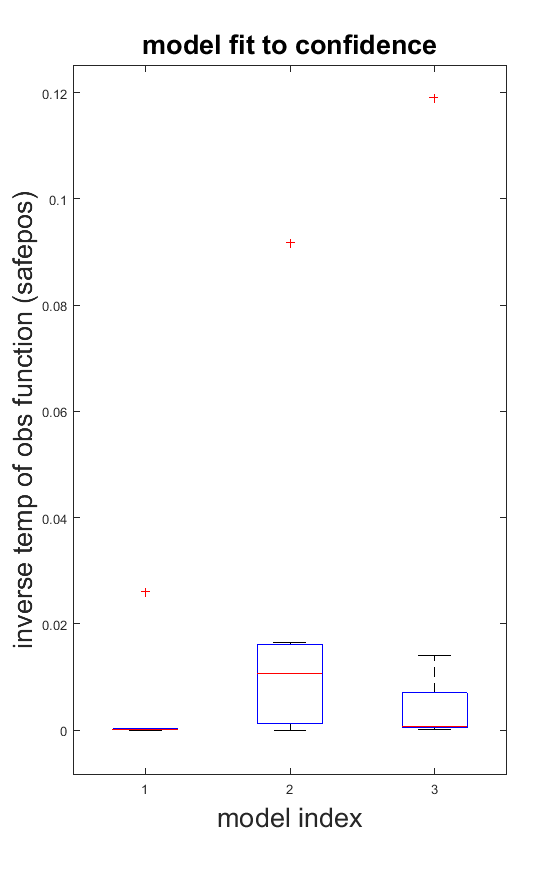 model fit to confidence
inverse temp of obs function (safepos)
0.12
0.1
0.08
0.06
0.04
0.02
0
1 2 3
model index